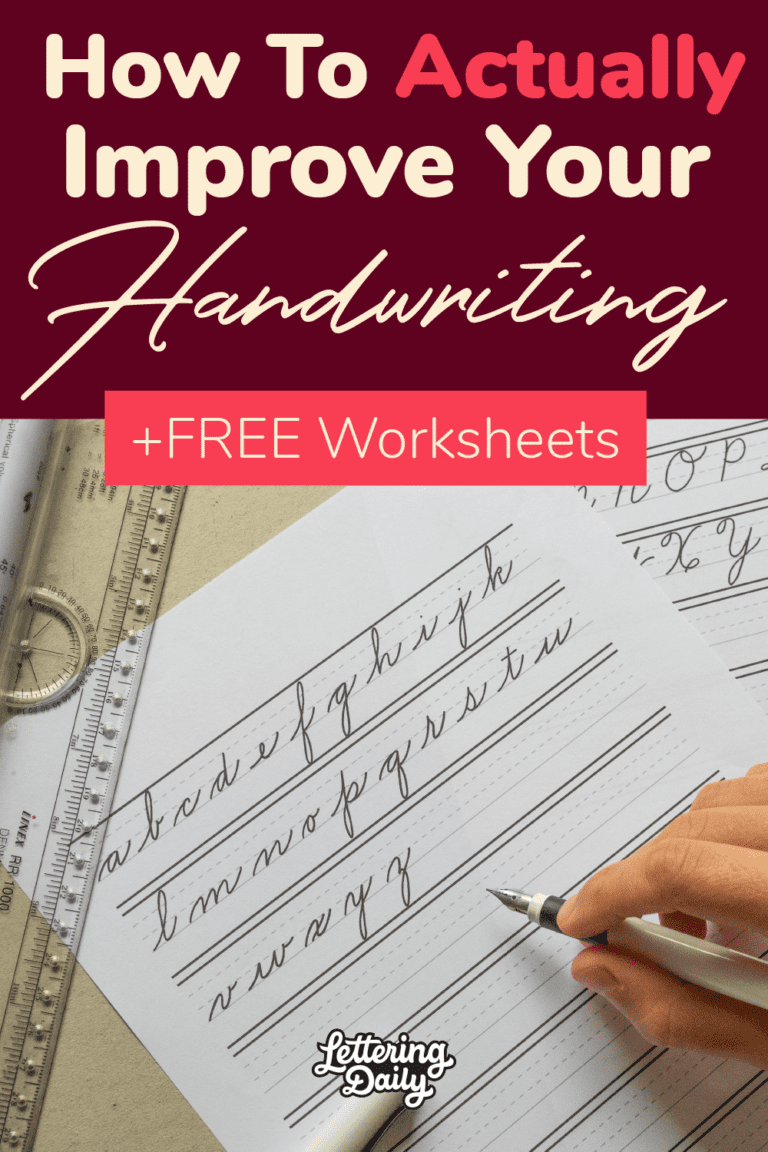 How To Actually
Improve Your
Handwriting
+FREE Worksheets
O P
X Y
a b c d e f g h i j k
l m n o p q r s t u
v w x y z
LINEX RP 1000
Lettering
Daily